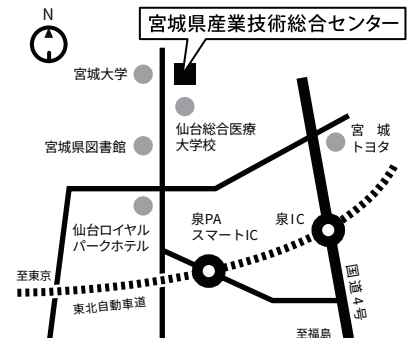 N
宮城県産業技術総合センター
宮城大学
仙台総合医療
大学校
宮城県図書館
宮　城
トヨタ
仙台ロイヤル
パークホテル
泉PA
スマートIC
泉IC
至東京
東北自動車道
国道4号
至福島